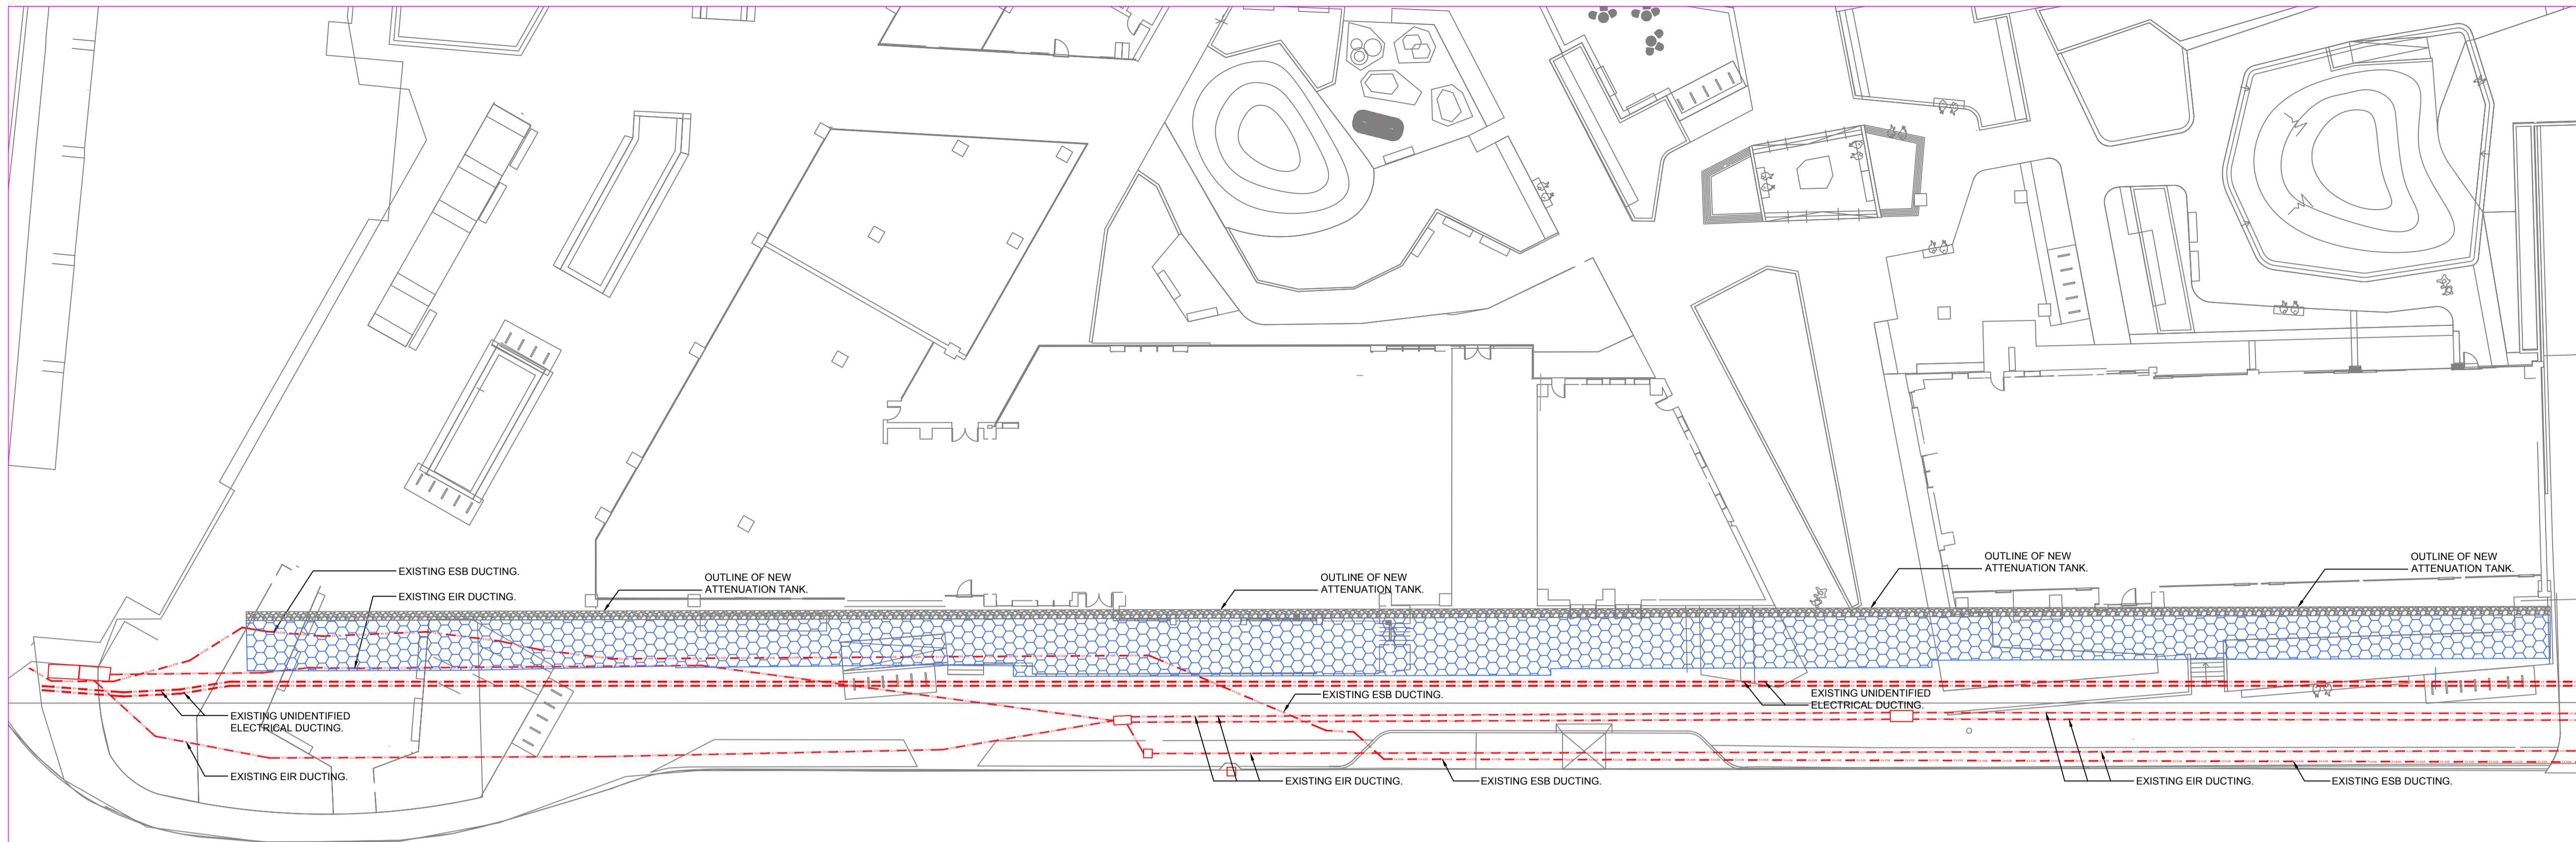 EXISTING ESB DUCTING.
EXISTING EIR DUCTING.
OUTLINE OF NEW
ATTENUATION TANK.
OUTLINE OF NEW
ATTENUATION TANK.
OUTLINE OF NEW
ATTENUATION TANK.
OUTLINE OF NEW
ATTENUATION TANK.
EXISTING UNIDENTIFIED
ELECTRICAL DUCTING.
EXISTING ESB DUCTING.
EXISTING UNIDENTIFIED
ELECTRICAL DUCTING.
EXISTING EIR DUCTING.
EXISTING EIR DUCTING.
EXISTING ESB DUCTING.
EXISTING EIR DUCTING.
EXISTING ESB DUCTING.